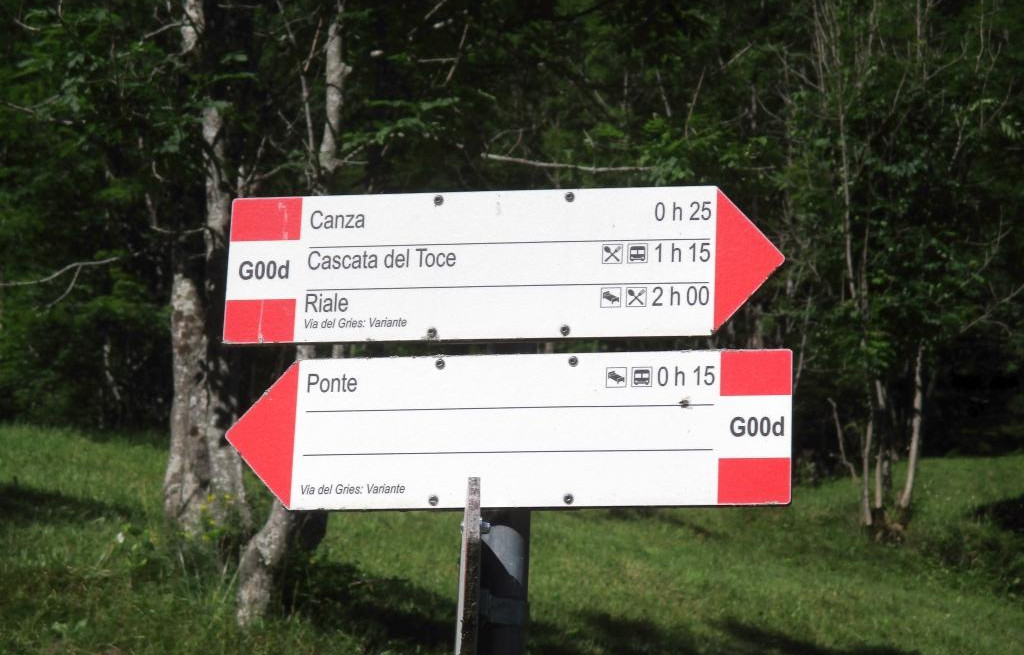 Canza 0 h 25
G00d Cascata del Toce 1 h 15
Riale 2 h 00
Via del Gries: Variante
Ponte 0 h 15
G00d
Via del Gries: Variante